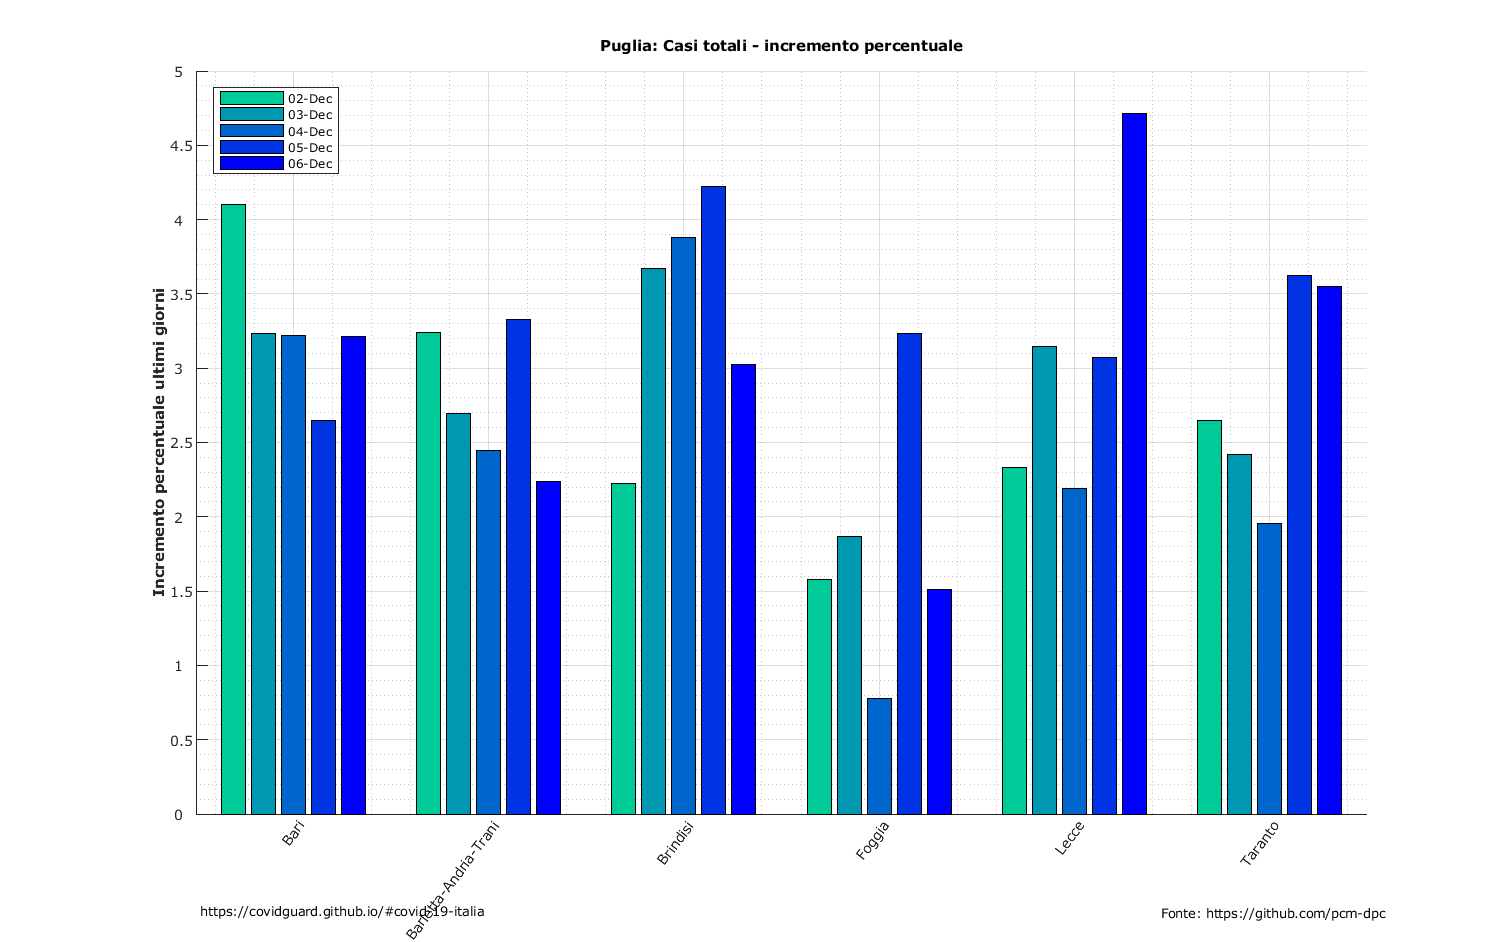 Puglia: Casi totali - incremento percentuale
5
4.5
4
3.5
3
2.5
2
1.5
1
0.5
0
Incremento percentuale ultimi giorni
02-Dec
03-Dec
04-Dec
05-Dec
06-Dec
Bari
Barletta-Andria-Trani
Brindisi
Foggia
Lecce
Taranto
https://covidguard.github.io/#covid-19-italia
Fonte: https://github.com/pcm-dpc